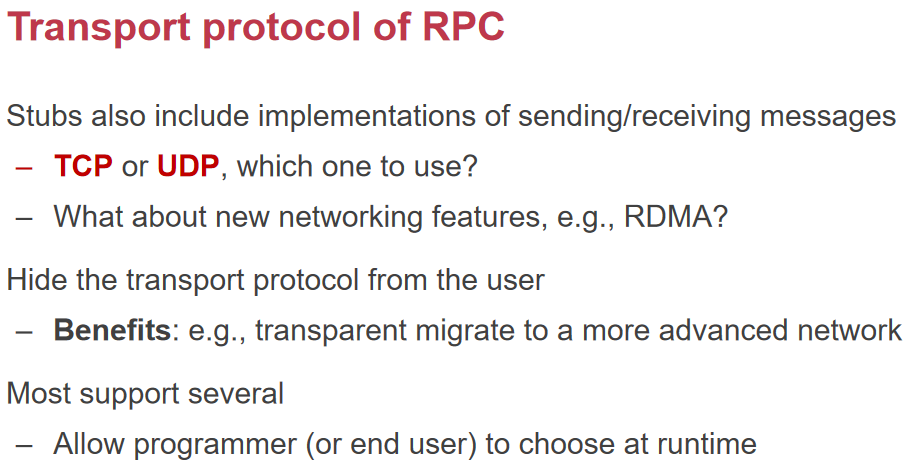 Transport protocol of RPC
Stubs also include implementations of sending/receiving messages
– TCP or UDP, which one to use?
– What about new networking features, e.g., RDMA?
Hide the transport protocol from the user
– Benefits: e.g., transparent migrate to a more advanced network
Most support several
– Allow programmer (or end user) to choose at runtime